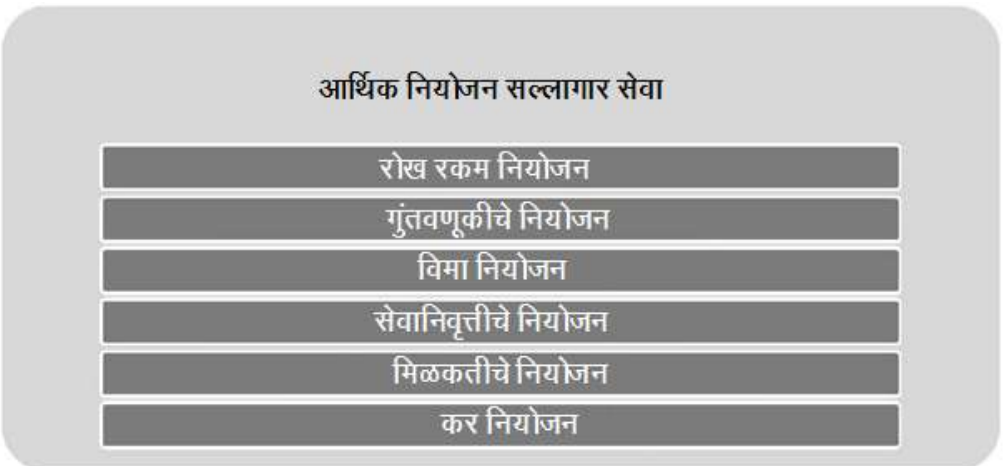 आर्थिक नियोजन सल्लागार सेवा
रोख रकम नियोजन
गुंतवणूकीचे नियोजन
विमा नियोजन
सेवानिवृत्तीचे नियोजन
मिळकतीचे नियोजन
कर नियोजन